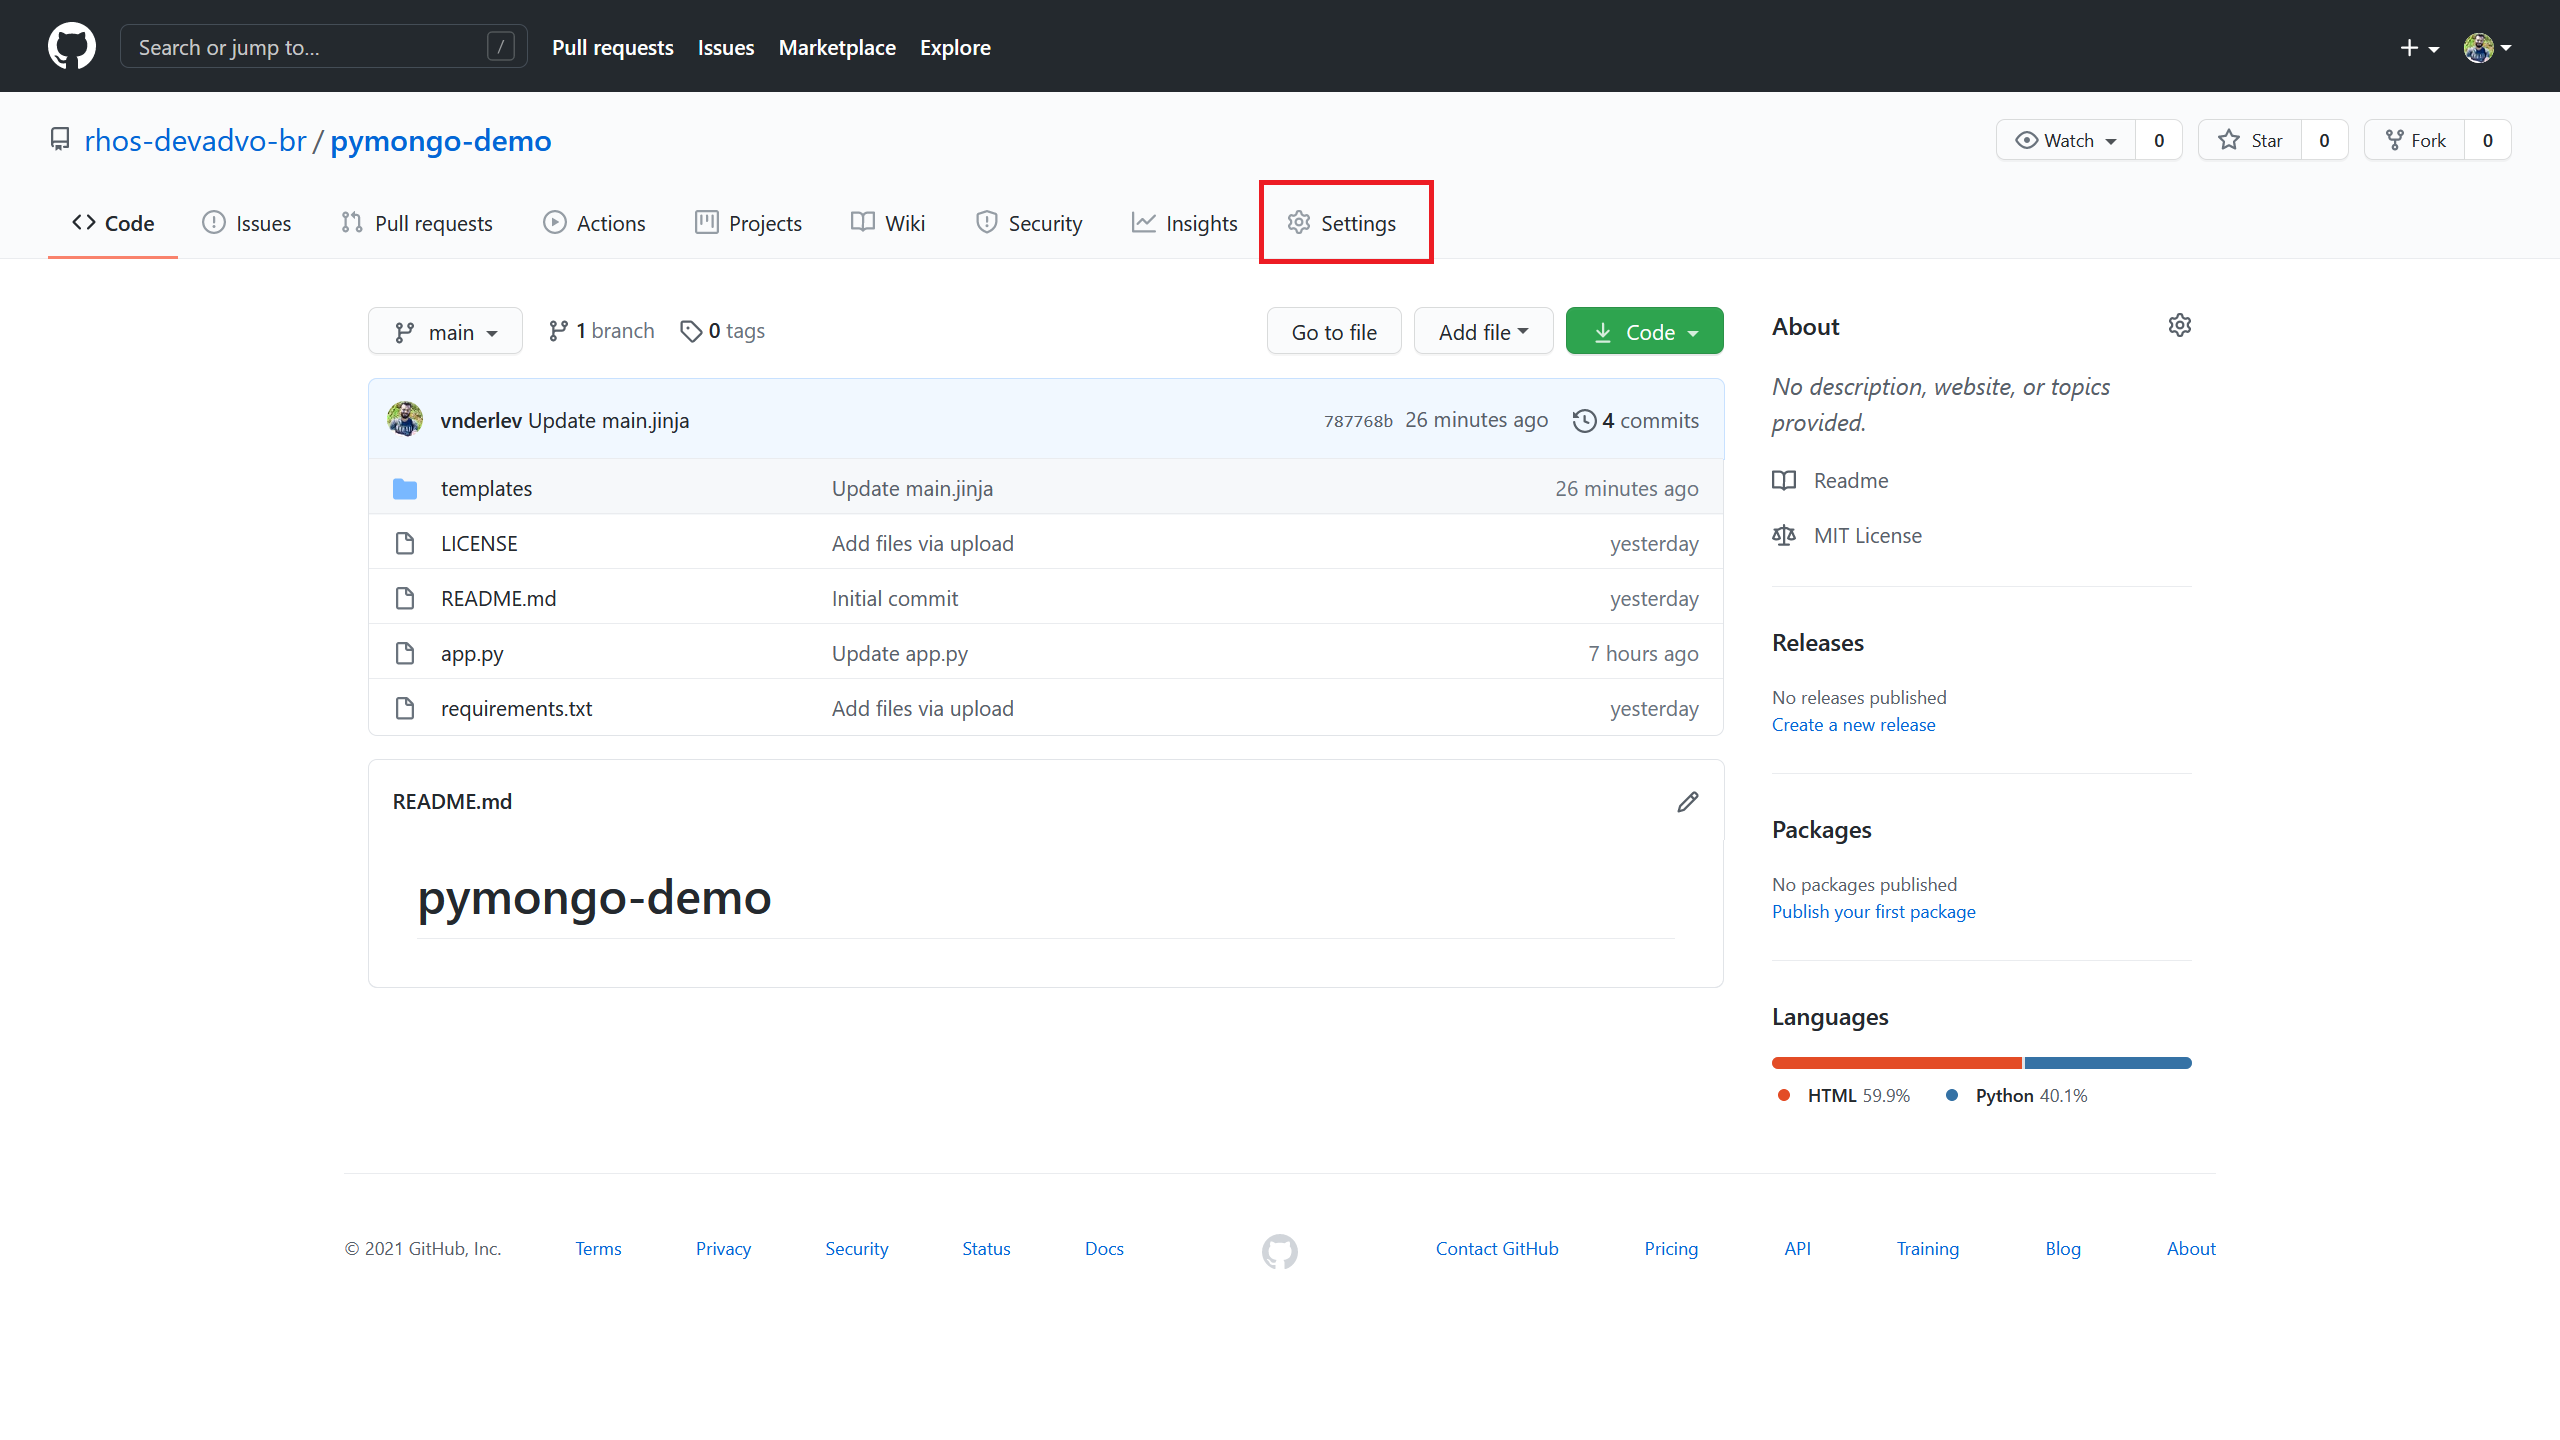 Search or jump to... /
Pull requests Issues Marketplace Explore
rhos-devadvo-br / pymongo-demo
Watch 0 Star 0 Fork 0
Code Issues Pull requests Actions Projects Wiki Security Insights Settings
main 1 branch 0 tags Go to file Add file Code
vnderlev Update main.jinja 787768b 26 minutes ago 4 commits
templates Update main.jinja 26 minutes ago
LICENSE Add files via upload yesterday
README.md Initial commit yesterday
app.py Update app.py 7 hours ago
requirements.txt Add files via upload yesterday
README.md
pymongo-demo
About
No description, website, or topics
provided.
Readme
MIT License
Releases
No releases published
Create a new release
Packages
No packages published
Publish your first package
Languages
HTML 59.9% Python 40.1%
© 2021 GitHub, Inc. Terms Privacy Security Status Docs Contact GitHub Pricing API Training Blog About